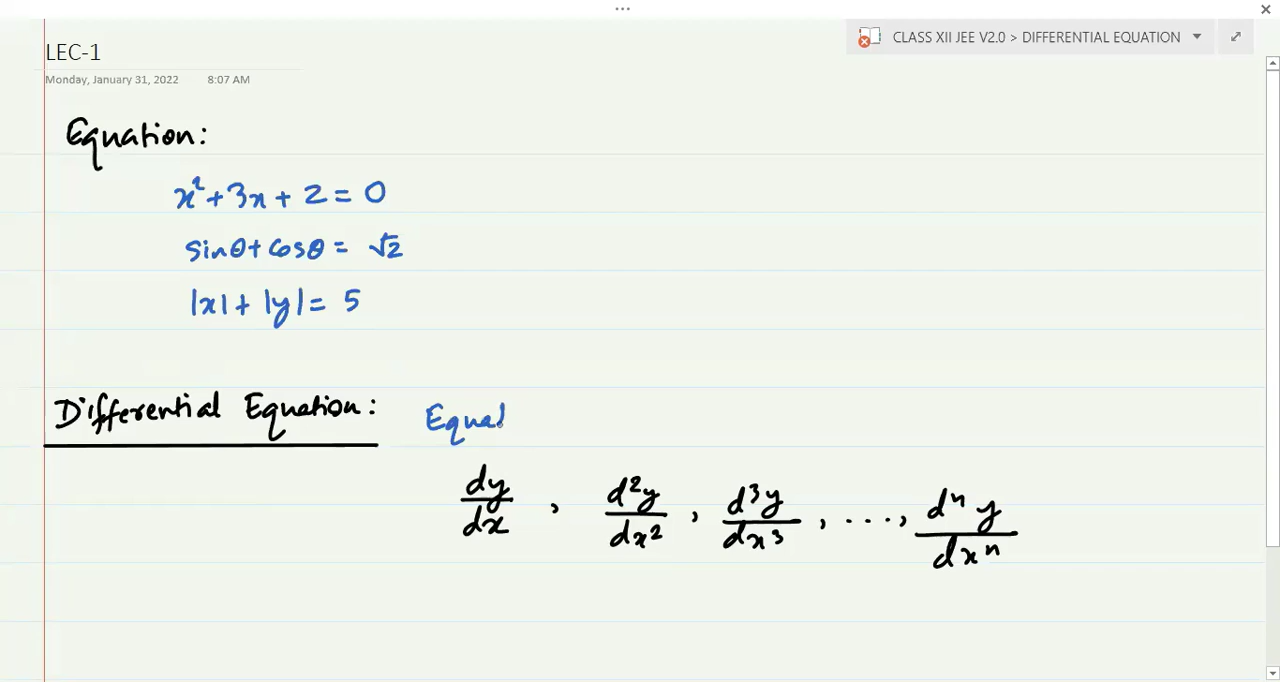 LEC-1
CLASS XII JEE V2.0 > DIFFERENTIAL EQUATION
Monday, January 31, 2022 8:07 AM
Equation:
x² + 3x + 2 = 0
sinθ + cosθ = √2
|x| + |y| = 5
Differential Equation: Equat
dy/dx , d²y/dx² , d³y/dx³ , ..., dⁿy/dxⁿ